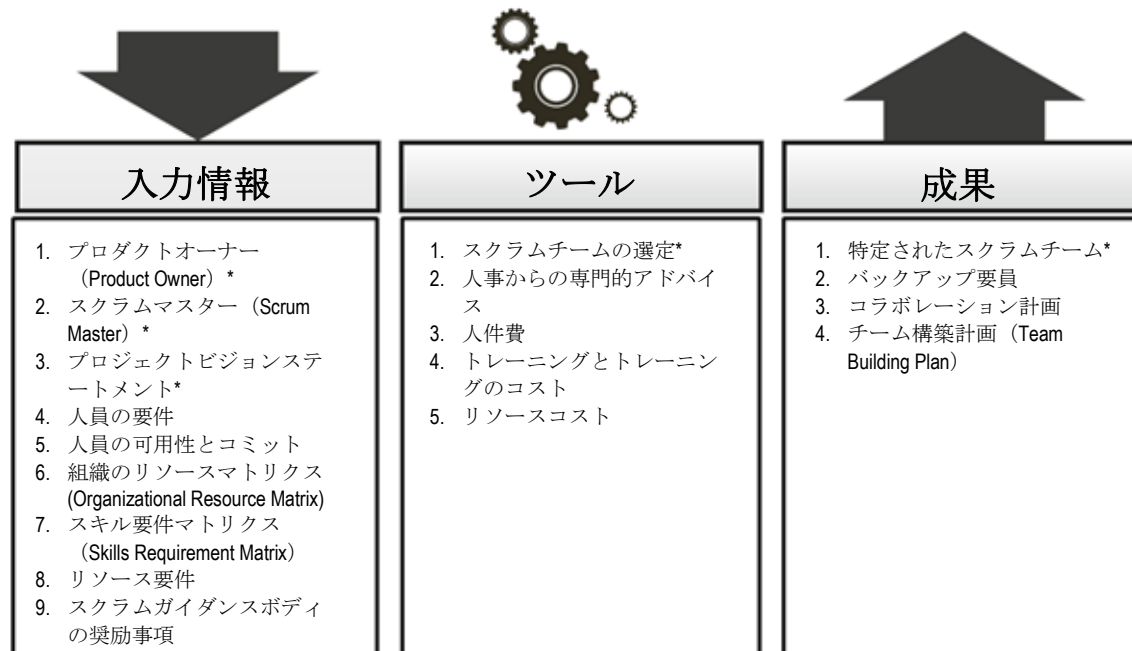 入力情報
1. プロダクトオーナー
（Product Owner）*
2. スクラムマスター（Scrum
Master）*
3. プロジェクトビジョンステ
ートメント*
4. 人員の要件
5. 人員の可用性とコミット
6. 組織のリソースマトリクス
(Organizational Resource Matrix)
7. スキル要件マトリクス
（Skills Requirement Matrix）
8. リソース要件
9. スクラムガイダンスボディ
の奨励事項
ツール
1. スクラムチームの選定*
2. 人事からの専門的アドバイ
ス
3. 人件費
4. トレーニングとトレーニン
グのコスト
5. リソースコスト
成果
1. 特定されたスクラムチーム*
2. バックアップ要員
3. コラボレーション計画
4. チーム構築計画（Team
Building Plan）